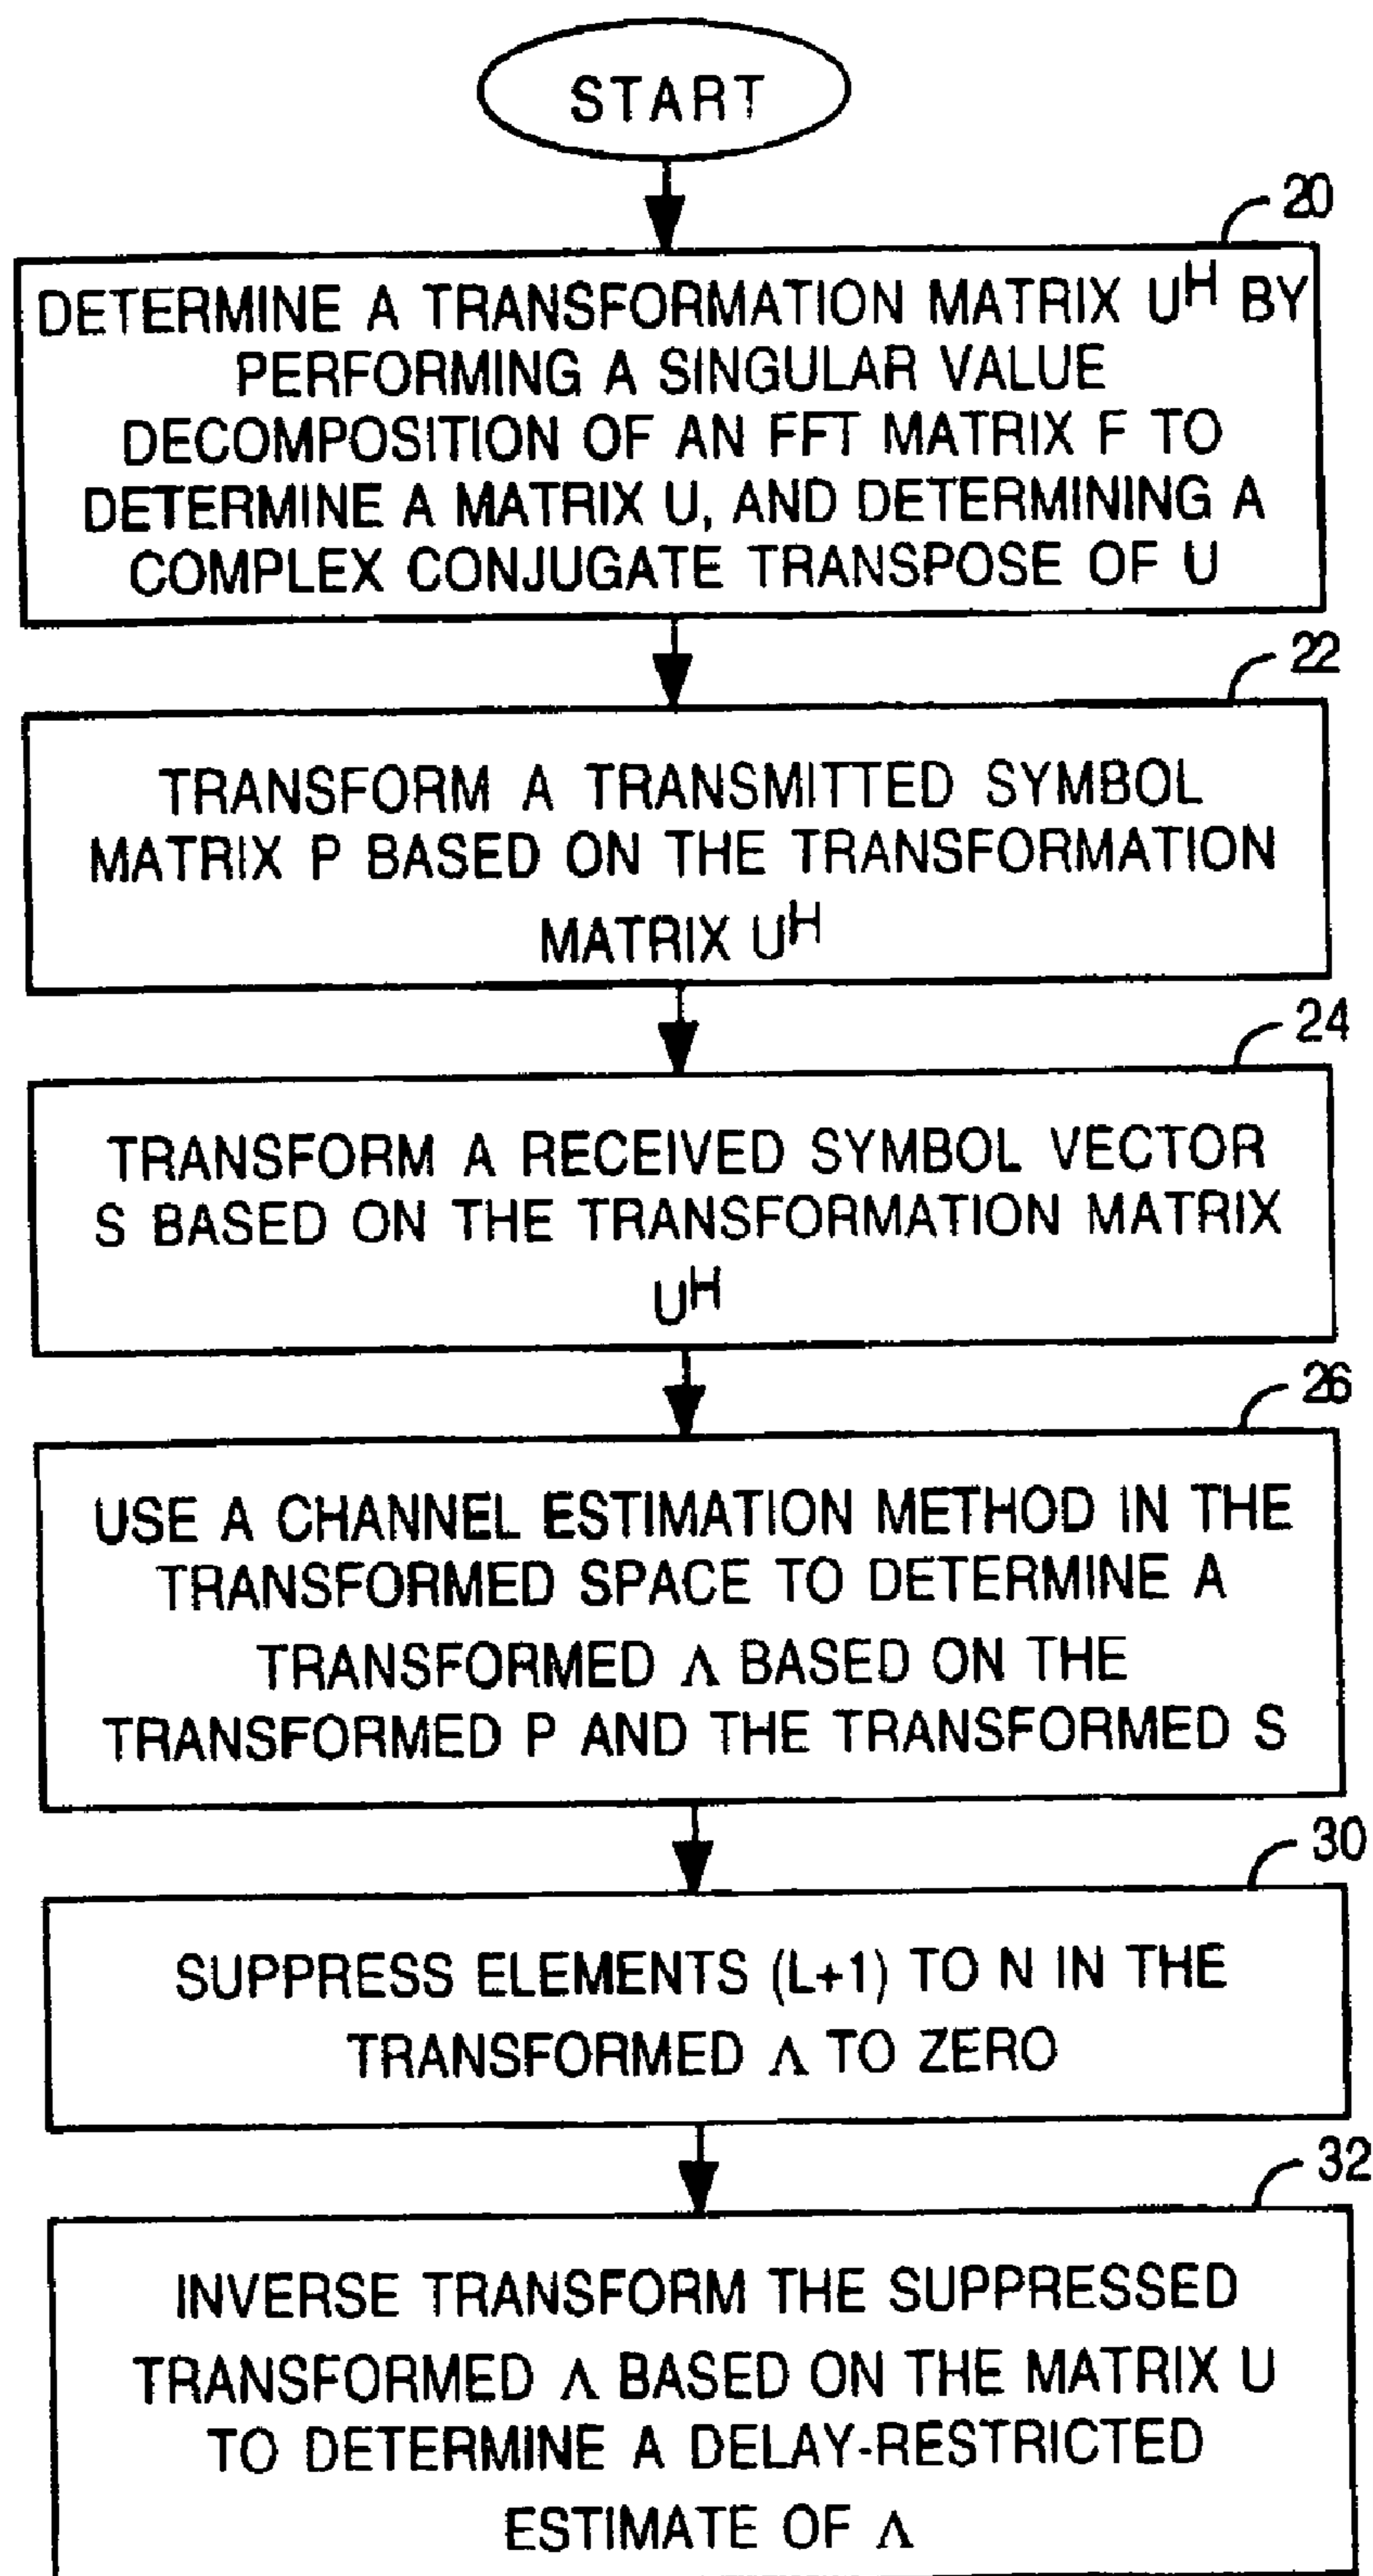 START
20
DETERMINE A TRANSFORMATION MATRIX Uᴴ BY
PERFORMING A SINGULAR VALUE
DECOMPOSITION OF AN FFT MATRIX F TO
DETERMINE A MATRIX U, AND DETERMINING A
COMPLEX CONJUGATE TRANSPOSE OF U
22
TRANSFORM A TRANSMITTED SYMBOL
MATRIX P BASED ON THE TRANSFORMATION
MATRIX Uᴴ
24
TRANSFORM A RECEIVED SYMBOL VECTOR
S BASED ON THE TRANSFORMATION MATRIX
Uᴴ
26
USE A CHANNEL ESTIMATION METHOD IN THE
TRANSFORMED SPACE TO DETERMINE A
TRANSFORMED Λ BASED ON THE
TRANSFORMED P AND THE TRANSFORMED S
30
SUPPRESS ELEMENTS (L+1) TO N IN THE
TRANSFORMED Λ TO ZERO
32
INVERSE TRANSFORM THE SUPPRESSED
TRANSFORMED Λ BASED ON THE MATRIX U
TO DETERMINE A DELAY-RESTRICTED
ESTIMATE OF Λ